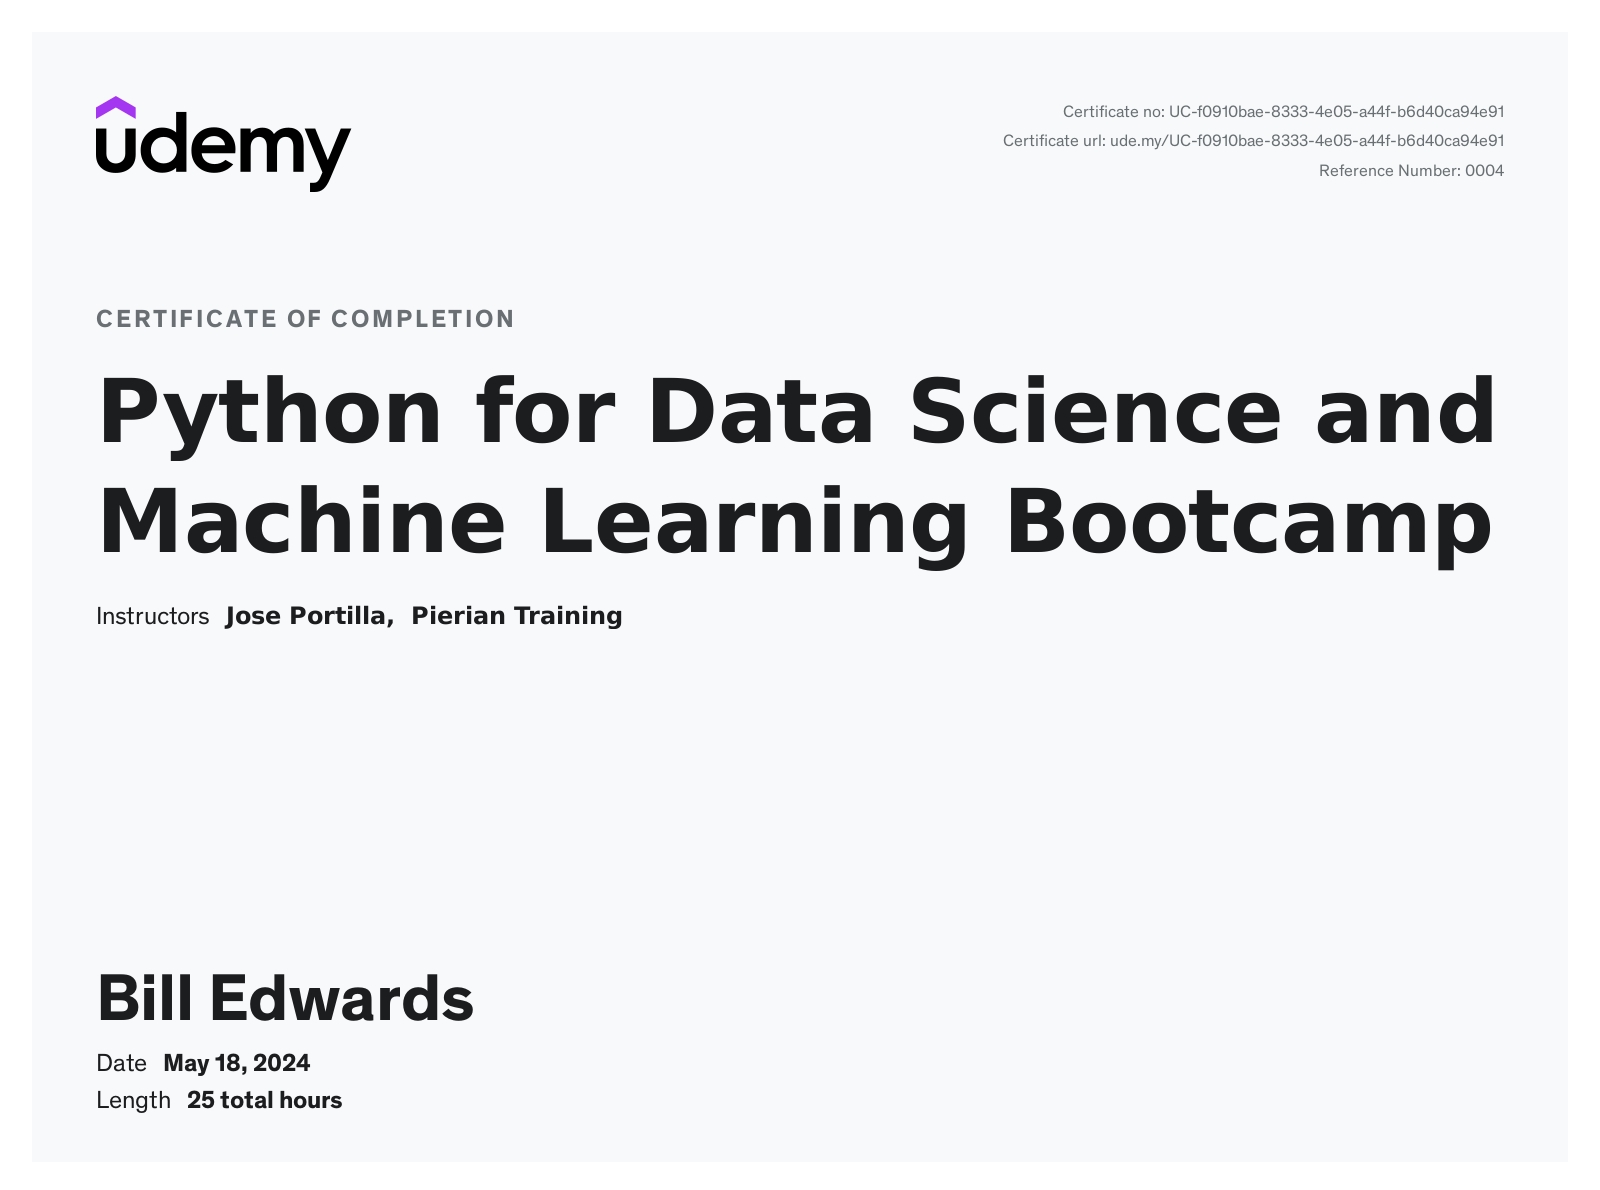 udemy
Certificate no: UC-f0910bae-8333-4e05-a44f-b6d40ca94e91
Certificate url: ude.my/UC-f0910bae-8333-4e05-a44f-b6d40ca94e91
Reference Number: 0004
CERTIFICATE OF COMPLETION
Python for Data Science and
Machine Learning Bootcamp
Instructors Jose Portilla, Pierian Training
Bill Edwards
Date May 18, 2024
Length 25 total hours